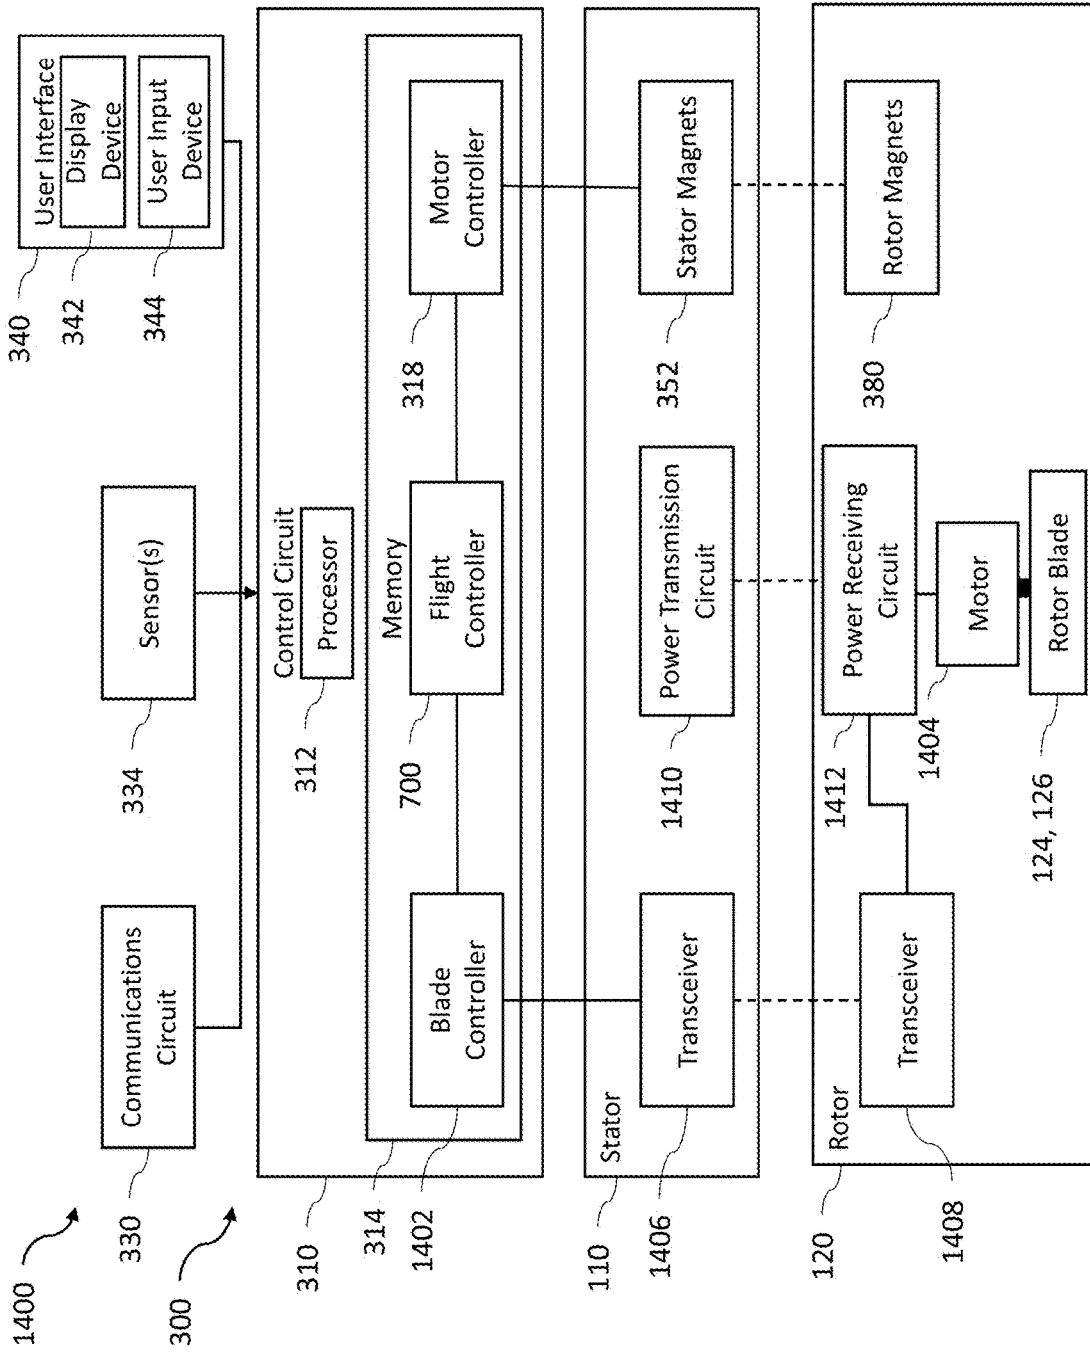 1400
300
Communications
Circuit
330
Sensor(s)
334
User Interface
Display
Device
User Input
Device
340
342
344
Control Circuit
Processor
312
310
Memory
314
Blade
Controller
1402
Flight
Controller
700
Motor
Controller
318
Stator
110
Transceiver
1406
Power Transmission
Circuit
1410
Stator Magnets
352
Rotor
120
Transceiver
1408
Power Receiving
Circuit
1412
Motor
1404
Rotor Blade
124, 126
Rotor Magnets
380